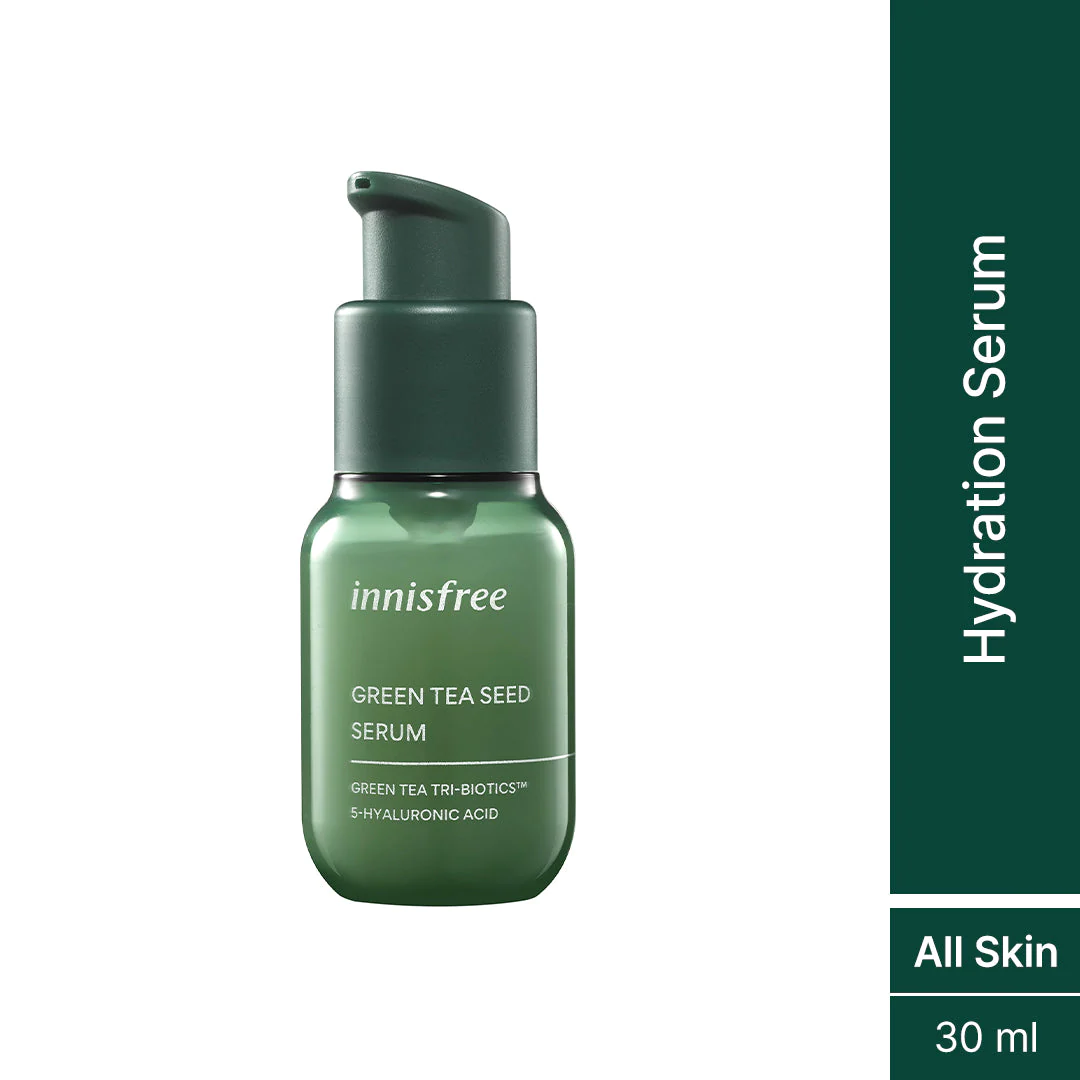 innisfree
GREEN TEA SEED
SERUM
GREEN TEA TRI-BIOTICS™
5-HYALURONIC ACID
Hydration Serum
All Skin
30 ml